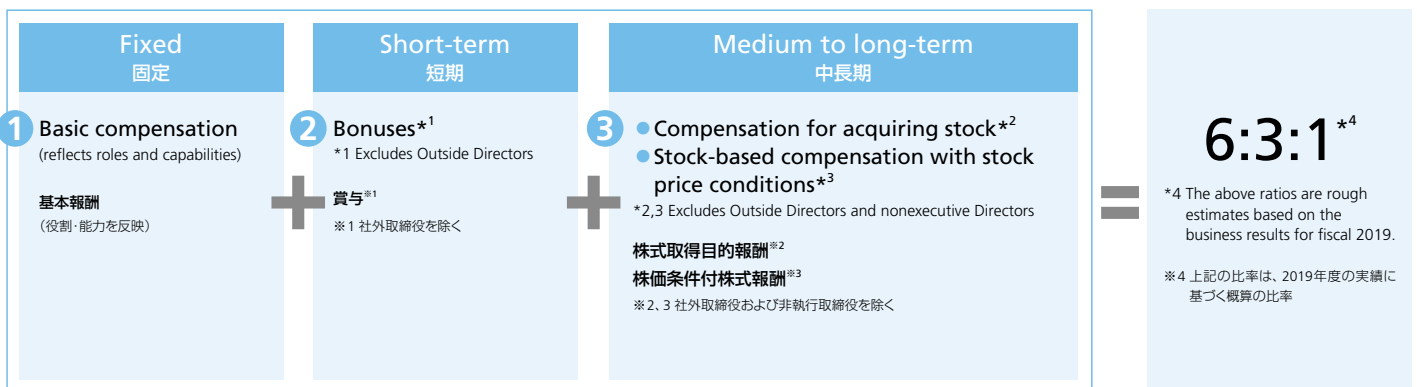 Fixed
固定
1
Basic compensation
(reflects roles and capabilities)
基本報酬
（役割・能力を反映）
+
Short-term
短期
2
Bonuses*1
*1 Excludes Outside Directors
賞与※1
※1 社外取締役を除く
+
Medium to long-term
中長期
3
● Compensation for acquiring stock*2
● Stock-based compensation with stock
price conditions*3
*2,3 Excludes Outside Directors and nonexecutive Directors
株式取得目的報酬※2
株価条件付株式報酬※3
※2、3 社外取締役および非執行取締役を除く
=
6:3:1*4
*4 The above ratios are rough
estimates based on the
business results for fiscal 2019.
※4 上記の比率は、2019年度の実績に
基づく概算の比率